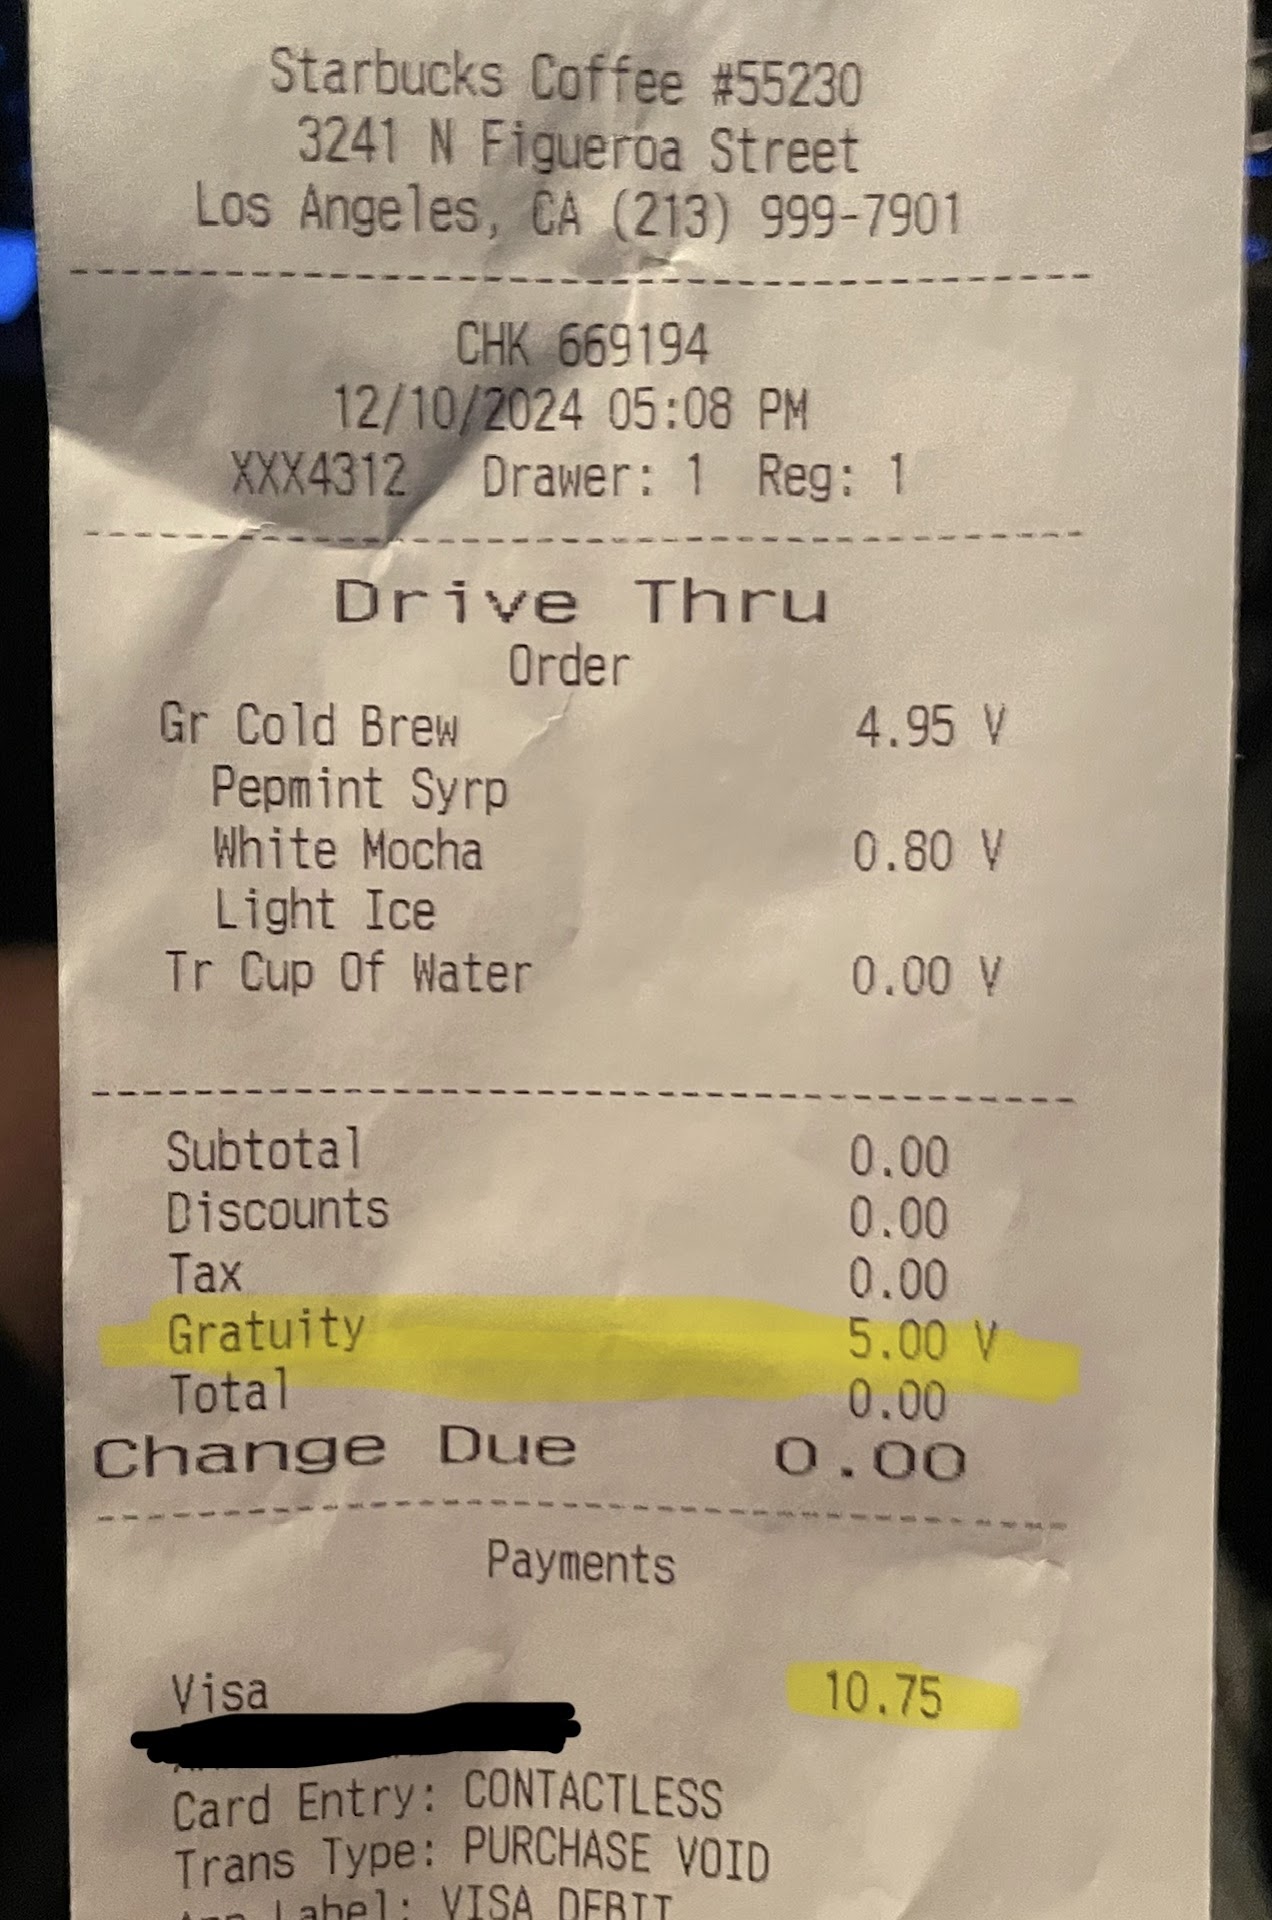 Starbucks Coffee #55230
3241 N Figueroa Street
Los Angeles, CA (213) 999-7901
CHK 669194
12/10/2024 05:08 PM
XXX4312 Drawer: 1 Reg: 1
Drive Thru
Order
Gr Cold Brew 4.95 V
Pepmint Syrp
White Mocha 0.80 V
Light Ice
Tr Cup Of Water 0.00 V
Subtotal 0.00
Discounts 0.00
Tax 0.00
Gratuity 5.00 V
Total 0.00
Change Due 0.00
Payments
Visa 10.75
Card Entry: CONTACTLESS
Trans Type: PURCHASE VOID
Label: VISA DEBIT